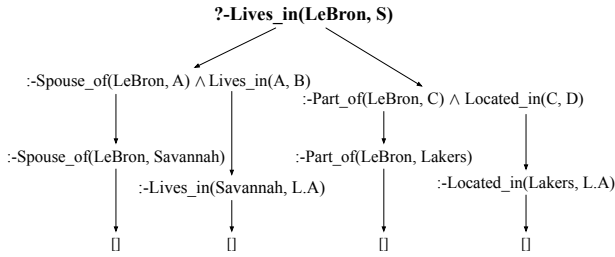 ?-Lives_in(LeBron, S)
:-Spouse_of(LeBron, A) ∧ Lives_in(A, B)
:-Part_of(LeBron, C) ∧ Located_in(C, D)
:-Spouse_of(LeBron, Savannah)
:-Part_of(LeBron, Lakers)
:-Lives_in(Savannah, L.A)
:-Located_in(Lakers, L.A)
[] [] [] []